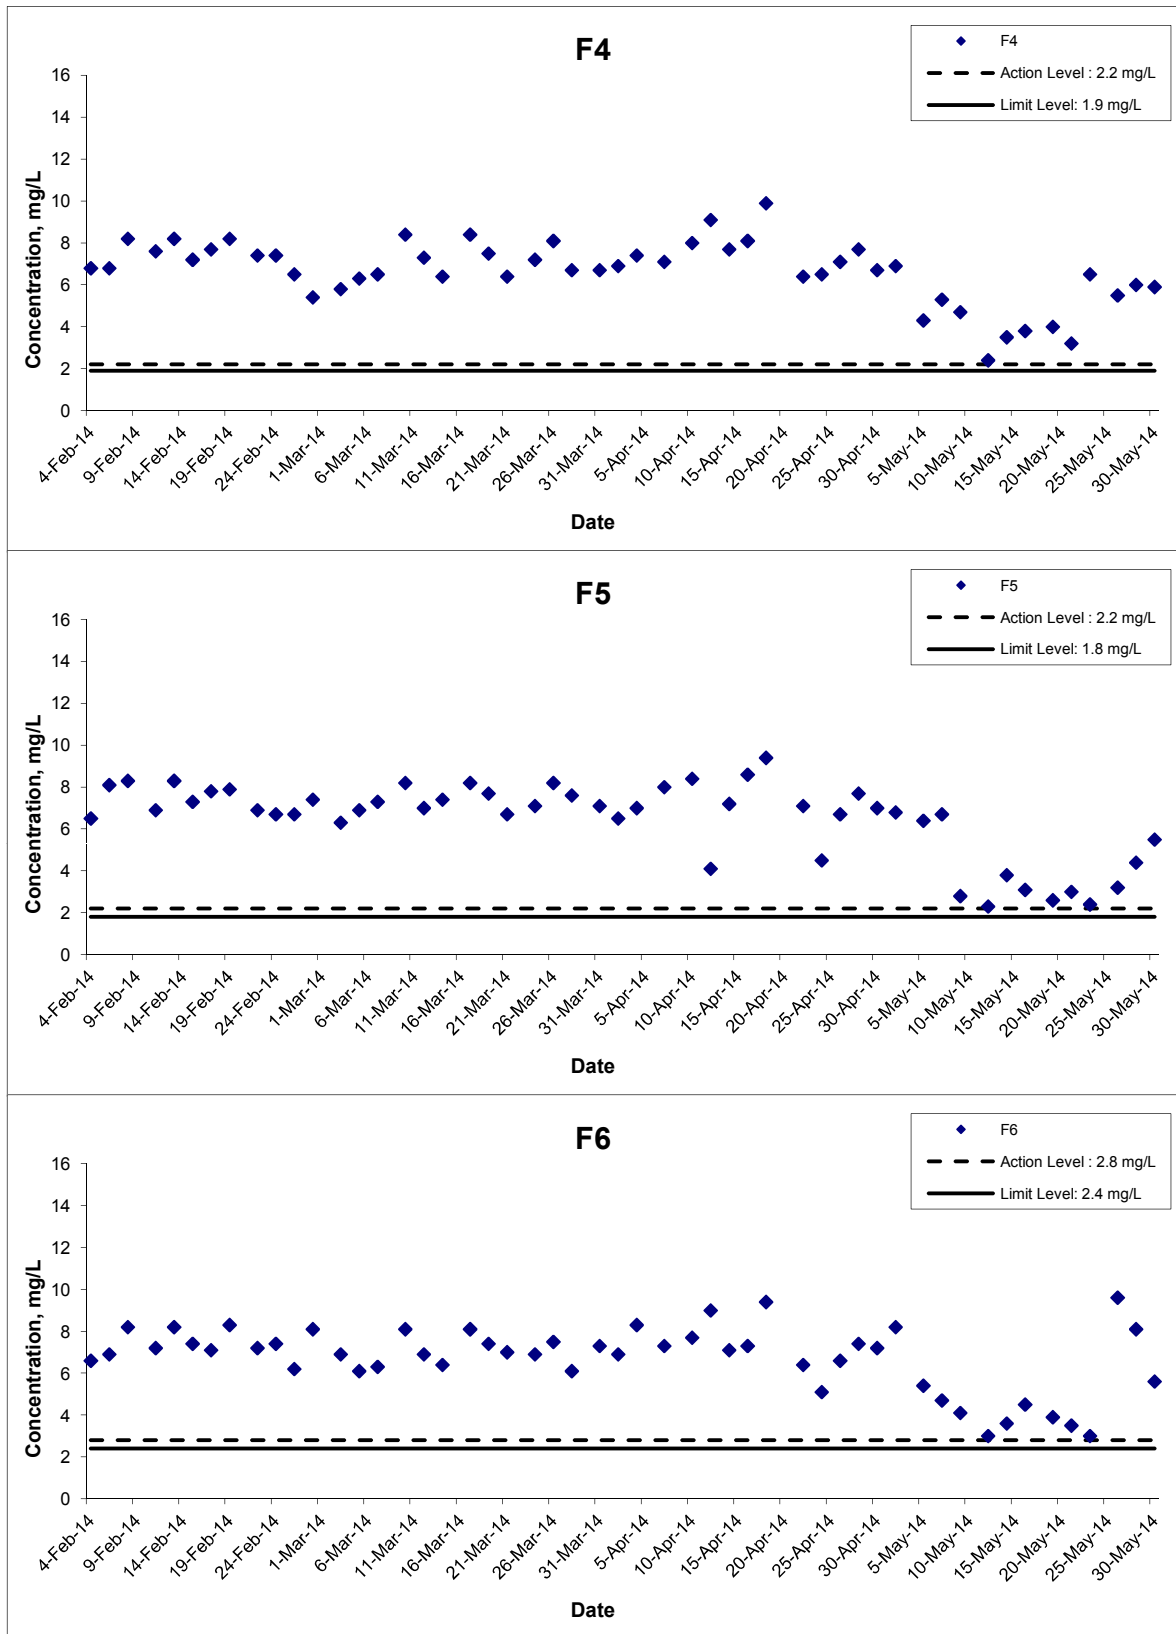 F4
F4
Action Level : 2.2 mg/L
Limit Level: 1.9 mg/L
Concentration, mg/L
16
14
12
10
8
6
4
2
0
4-Feb-14
9-Feb-14
14-Feb-14
19-Feb-14
24-Feb-14
1-Mar-14
6-Mar-14
11-Mar-14
16-Mar-14
21-Mar-14
26-Mar-14
31-Mar-14
5-Apr-14
10-Apr-14
15-Apr-14
20-Apr-14
25-Apr-14
30-Apr-14
5-May-14
10-May-14
15-May-14
20-May-14
25-May-14
30-May-14
Date
F5
F5
Action Level : 2.2 mg/L
Limit Level: 1.8 mg/L
Concentration, mg/L
16
14
12
10
8
6
4
2
0
4-Feb-14
9-Feb-14
14-Feb-14
19-Feb-14
24-Feb-14
1-Mar-14
6-Mar-14
11-Mar-14
16-Mar-14
21-Mar-14
26-Mar-14
31-Mar-14
5-Apr-14
10-Apr-14
15-Apr-14
20-Apr-14
25-Apr-14
30-Apr-14
5-May-14
10-May-14
15-May-14
20-May-14
25-May-14
30-May-14
Date
F6
F6
Action Level : 2.8 mg/L
Limit Level: 2.4 mg/L
Concentration, mg/L
16
14
12
10
8
6
4
2
0
4-Feb-14
9-Feb-14
14-Feb-14
19-Feb-14
24-Feb-14
1-Mar-14
6-Mar-14
11-Mar-14
16-Mar-14
21-Mar-14
26-Mar-14
31-Mar-14
5-Apr-14
10-Apr-14
15-Apr-14
20-Apr-14
25-Apr-14
30-Apr-14
5-May-14
10-May-14
15-May-14
20-May-14
25-May-14
30-May-14
Date